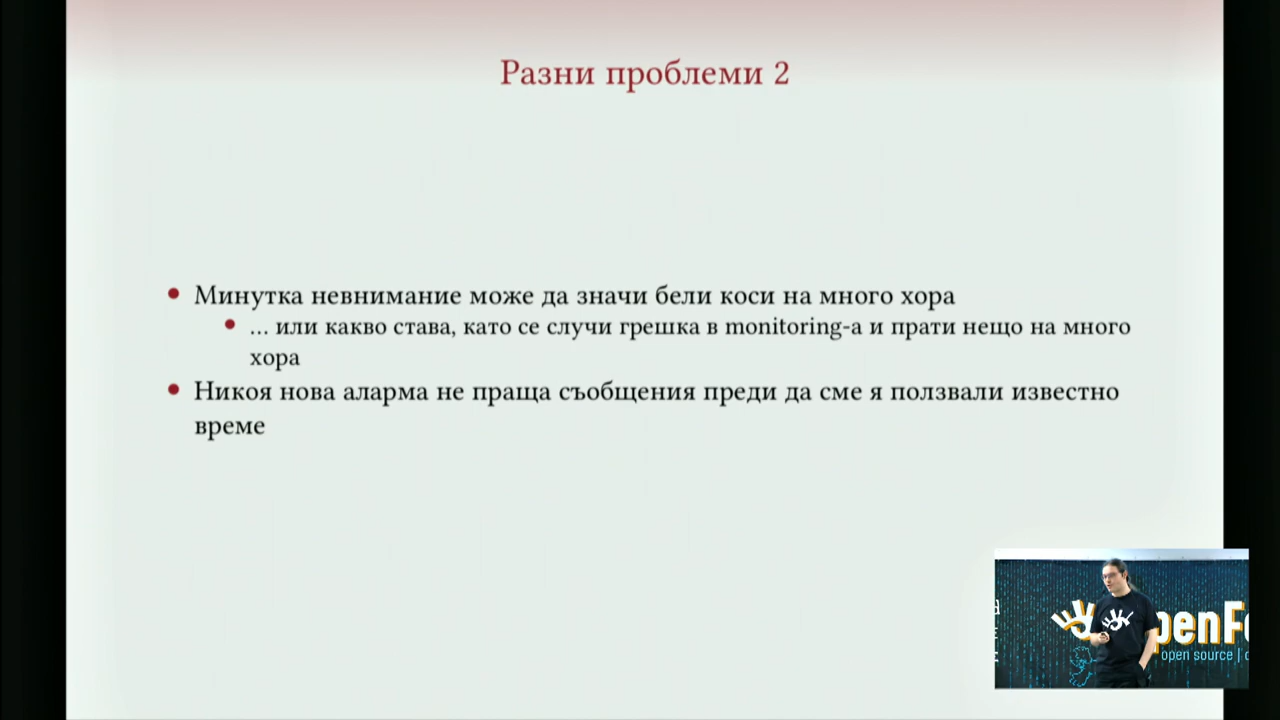 Разни проблеми 2
Минутка невнимание може да значи бели коси на много хора
... или какво става, като се случи грешка в monitoring-а и прати нещо на много
хора
Никоя нова аларма не праща съобщения преди да сме я ползвали известно
време
penFe
open source |